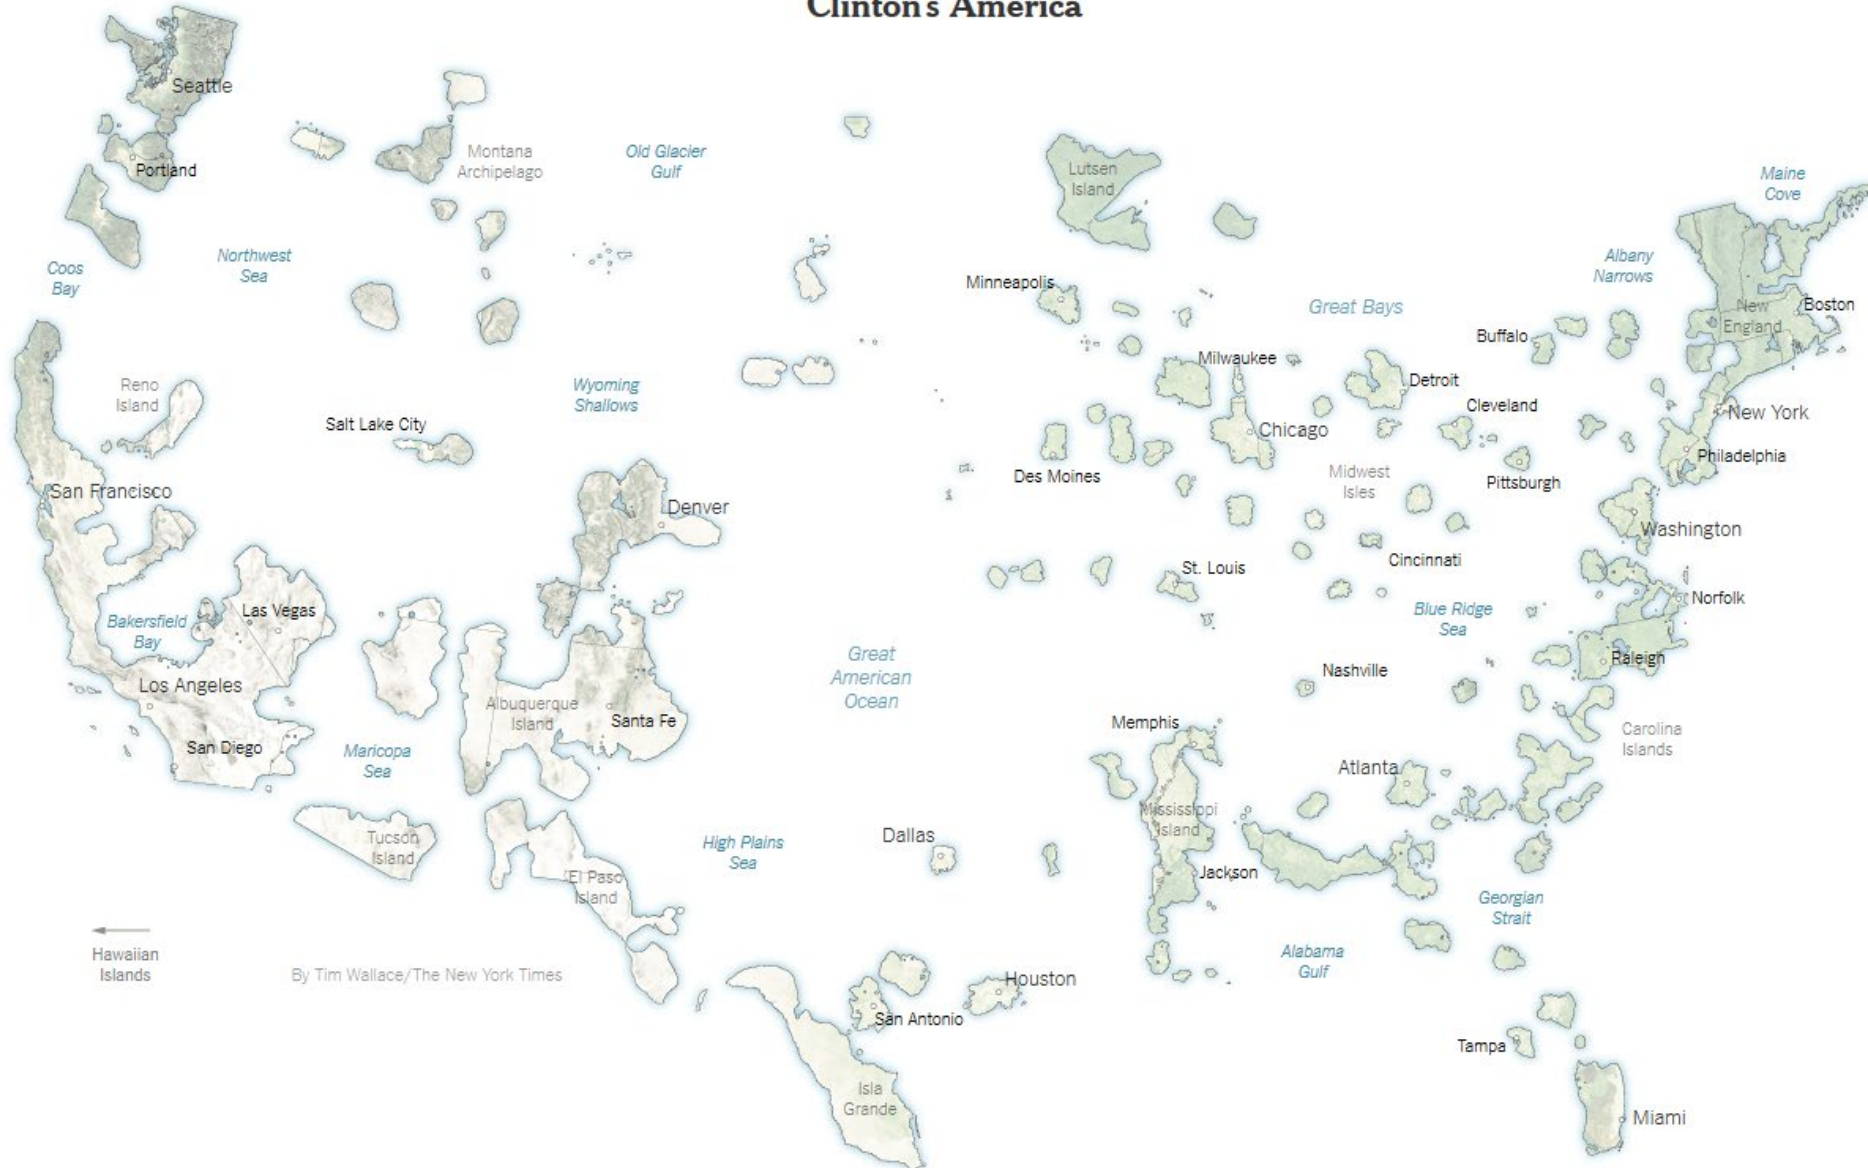 Clinton's America
Seattle
Portland
Montana
Archipelago
Old Glacier
Gulf
Lutsen
Island
Maine
Cove
Coos
Bay
Northwest
Sea
Minneapolis
Great Bays
Albany
Narrows
New
England
Boston
Buffalo
Milwaukee
Detroit
Reno
Island
Wyoming
Shallows
Salt Lake City
Cleveland
New York
Chicago
Des Moines
Midwest
Isles
Pittsburgh
Philadelphia
San Francisco
Denver
Washington
Cincinnati
St. Louis
Norfolk
Bakersfield
Bay
Las Vegas
Blue Ridge
Sea
Great
American
Ocean
Raleigh
Nashville
Los Angeles
Albuquerque
Island
Santa Fe
Memphis
Carolina
Islands
San Diego
Maricopa
Sea
Atlanta
Mississippi
Island
Tucson
Island
High Plains
Sea
Dallas
El Paso
Island
Jackson
Georgian
Strait
Hawaiian
Islands
By Tim Wallace/The New York Times
Alabama
Gulf
Houston
San Antonio
Tampa
Isla
Grande
Miami